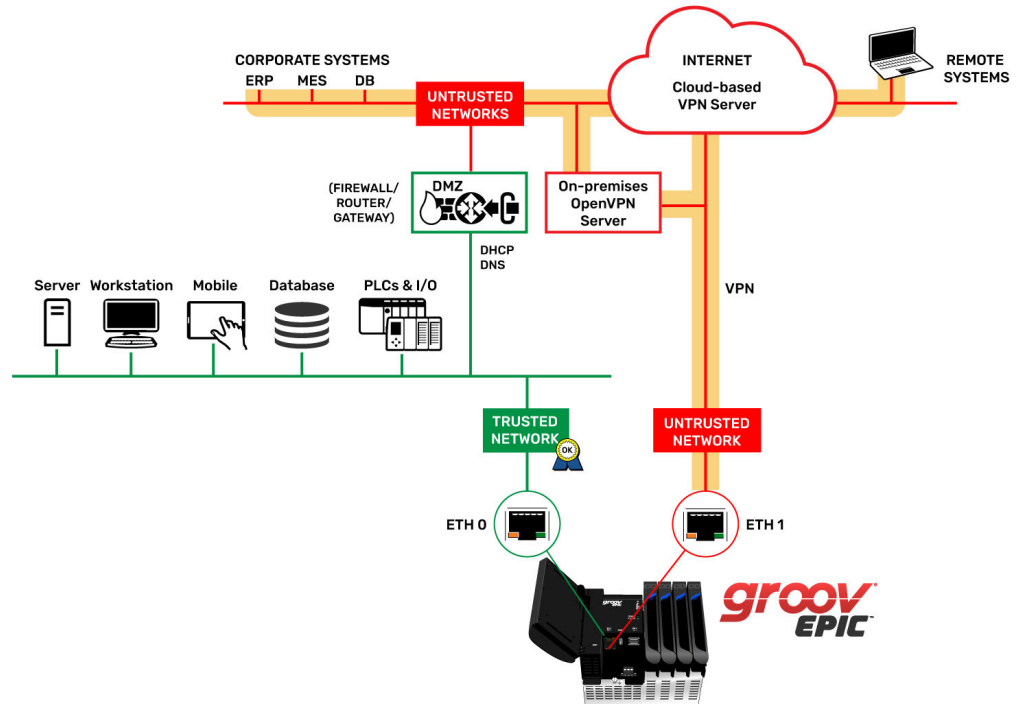 CORPORATE SYSTEMS
ERP MES DB
UNTRUSTED
NETWORKS
INTERNET
Cloud-based
VPN Server
REMOTE
SYSTEMS
(FIREWALL/
ROUTER/
GATEWAY)
DMZ
On-premises
OpenVPN
Server
DHCP
DNS
VPN
Server Workstation Mobile Database PLCs & I/O
TRUSTED
NETWORK
OK
UNTRUSTED
NETWORK
ETH 0
ETH 1
groov
groov
EPIC